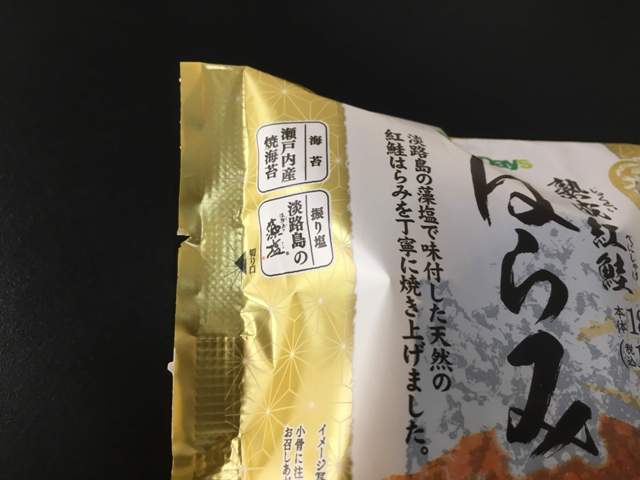 海苔
瀬戸内産
焼海苔
振り塩
淡路島の
藻塩
切り口
淡路島の藻塩で味付した天然の
紅鮭はらみを丁寧に焼き上げました。
days
熟成紅鮭
はらみ
本体
イメージ
小骨に注
お召しあが